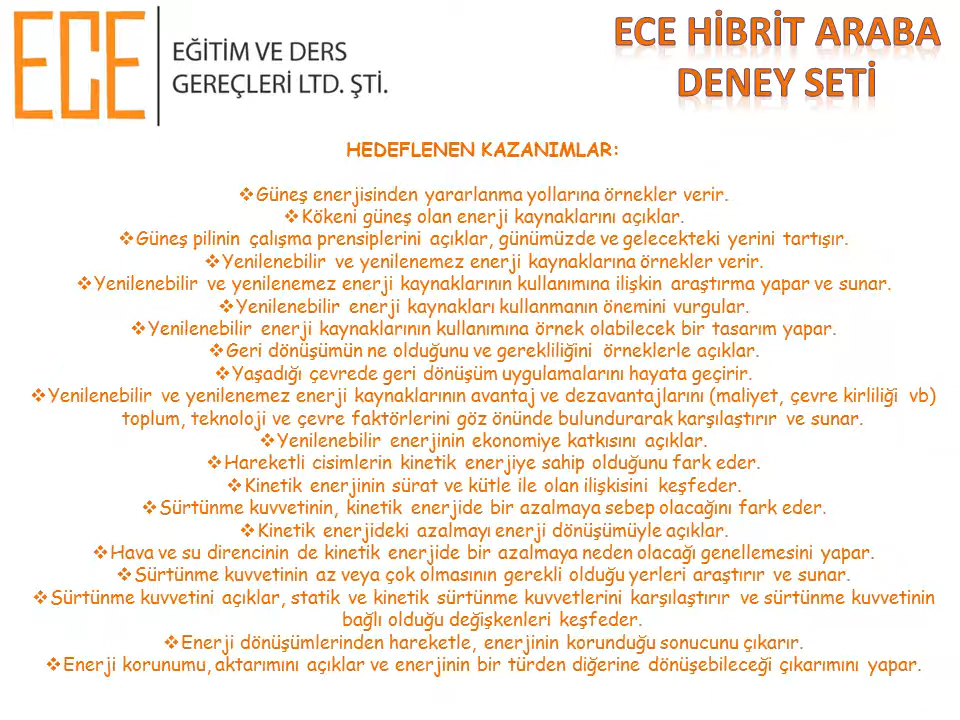 ECE
EĞİTİM VE DERS
GEREÇLERİ LTD. ŞTİ.
ECE HİBRİT ARABA
DENEY SETİ
HEDEFLENEN KAZANIMLAR:
❖Güneş enerjisinden yararlanma yollarına örnekler verir.
❖Kökeni güneş olan enerji kaynaklarını açıklar.
❖Güneş pilinin çalışma prensiplerini açıklar, günümüzde ve gelecekteki yerini tartışır.
❖Yenilenebilir ve yenilenemez enerji kaynaklarına örnekler verir.
❖Yenilenebilir ve yenilenemez enerji kaynaklarının kullanımına ilişkin araştırma yapar ve sunar.
❖Yenilenebilir enerji kaynakları kullanmanın önemini vurgular.
❖Yenilenebilir enerji kaynaklarının kullanımına örnek olabilecek bir tasarım yapar.
❖Geri dönüşümün ne olduğunu ve gerekliliğini örneklerle açıklar.
❖Yaşadığı çevrede geri dönüşüm uygulamalarını hayata geçirir.
❖Yenilenebilir ve yenilenemez enerji kaynaklarının avantaj ve dezavantajlarını (maliyet, çevre kirliliği vb)
toplum, teknoloji ve çevre faktörlerini göz önünde bulundurarak karşılaştırır ve sunar.
❖Yenilenebilir enerjinin ekonomiye katkısını açıklar.
❖Hareketli cisimlerin kinetik enerjiye sahip olduğunu fark eder.
❖Kinetik enerjinin sürat ve kütle ile olan ilişkisini keşfeder.
❖Sürtünme kuvvetinin, kinetik enerjide bir azalmaya sebep olacağını fark eder.
❖Kinetik enerjideki azalmayı enerji dönüşümüyle açıklar.
❖Hava ve su direncinin de kinetik enerjide bir azalmaya neden olacağı genellemesini yapar.
❖Sürtünme kuvvetinin az veya çok olmasının gerekli olduğu yerleri araştırır ve sunar.
❖Sürtünme kuvvetini açıklar, statik ve kinetik sürtünme kuvvetlerini karşılaştırır ve sürtünme kuvvetinin
bağlı olduğu değişkenleri keşfeder.
❖Enerji dönüşümlerinden hareketle, enerjinin korunduğu sonucunu çıkarır.
❖Enerji korunumu, aktarımını açıklar ve enerjinin bir türden diğerine dönüşebileceği çıkarımını yapar.